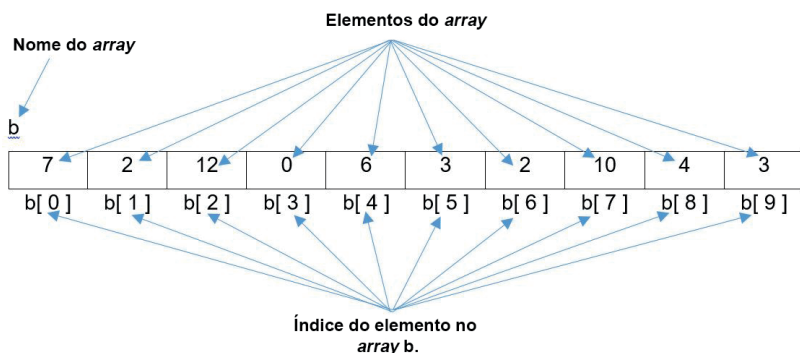 Elementos do array
Nome do array
b
7 2 12 0 6 3 2 10 4 3
b[ 0 ] b[ 1 ] b[ 2 ] b[ 3 ] b[ 4 ] b[ 5 ] b[ 6 ] b[ 7 ] b[ 8 ] b[ 9 ]
Índice do elemento no
array b.